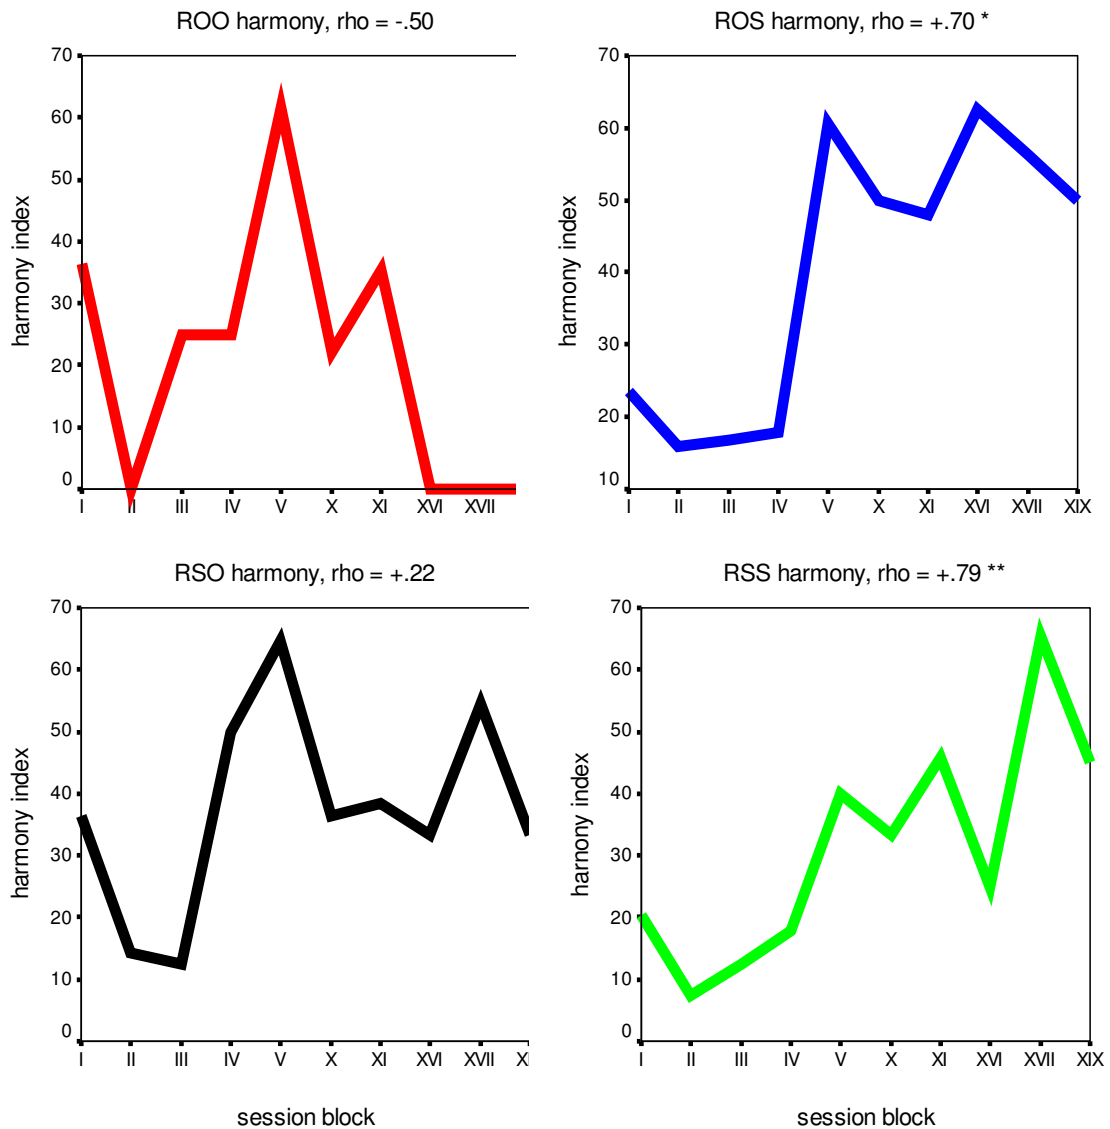 ROO harmony, rho = -.50
harmony index
70
60
50
40
30
20
10
0
I II III IV V X XI XVI XVII
ROS harmony, rho = +.70 *
harmony index
70
60
50
40
30
20
10
I II III IV V X XI XVI XVII XIX
RSO harmony, rho = +.22
harmony index
70
60
50
40
30
20
10
0
I II III IV V X XI XVI XVII XI
session block
RSS harmony, rho = +.79 **
harnony index
70
60
50
40
30
20
10
0
I II III IV V X XI XVI XVII XIX
session block